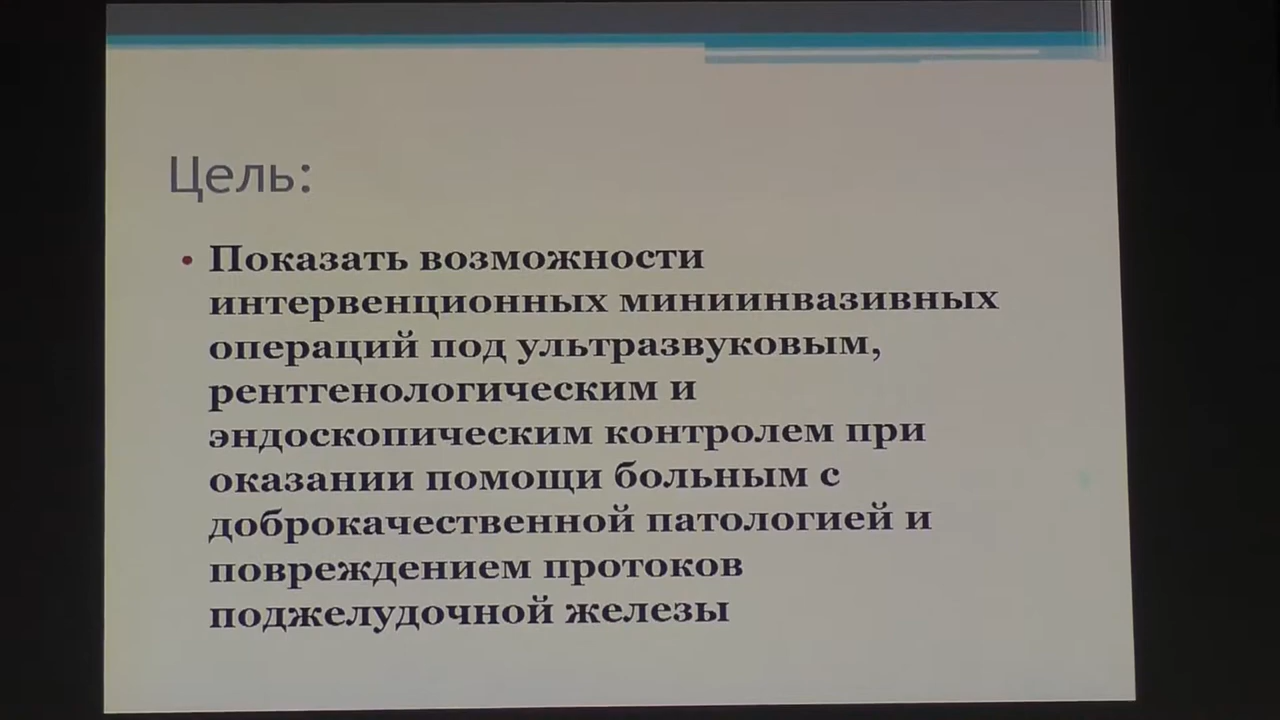 Цель:
• Показать возможности
интервенционных миниинвазивных
операций под ультразвуковым,
рентгенологическим и
эндоскопическим контролем при
оказании помощи больным с
доброкачественной патологией и
повреждением протоков
поджелудочной железы